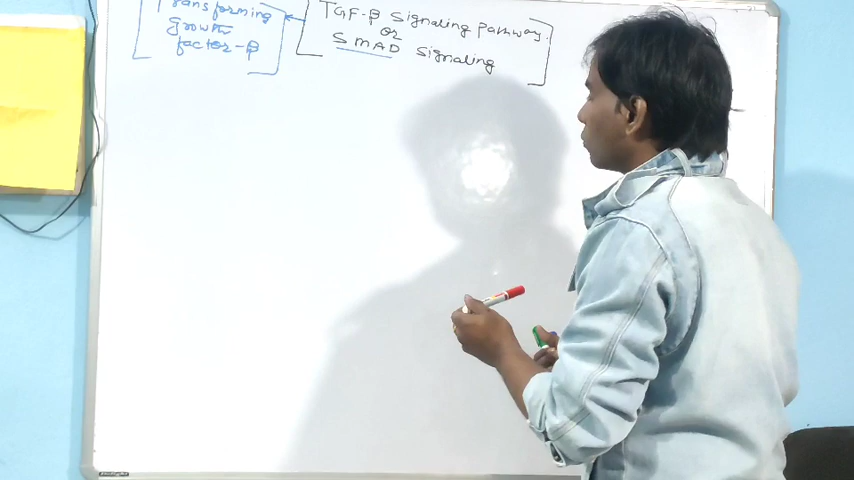 Transforming
Growth
factor-β
TGF-β signaling pathway.
or
SMAD signaling